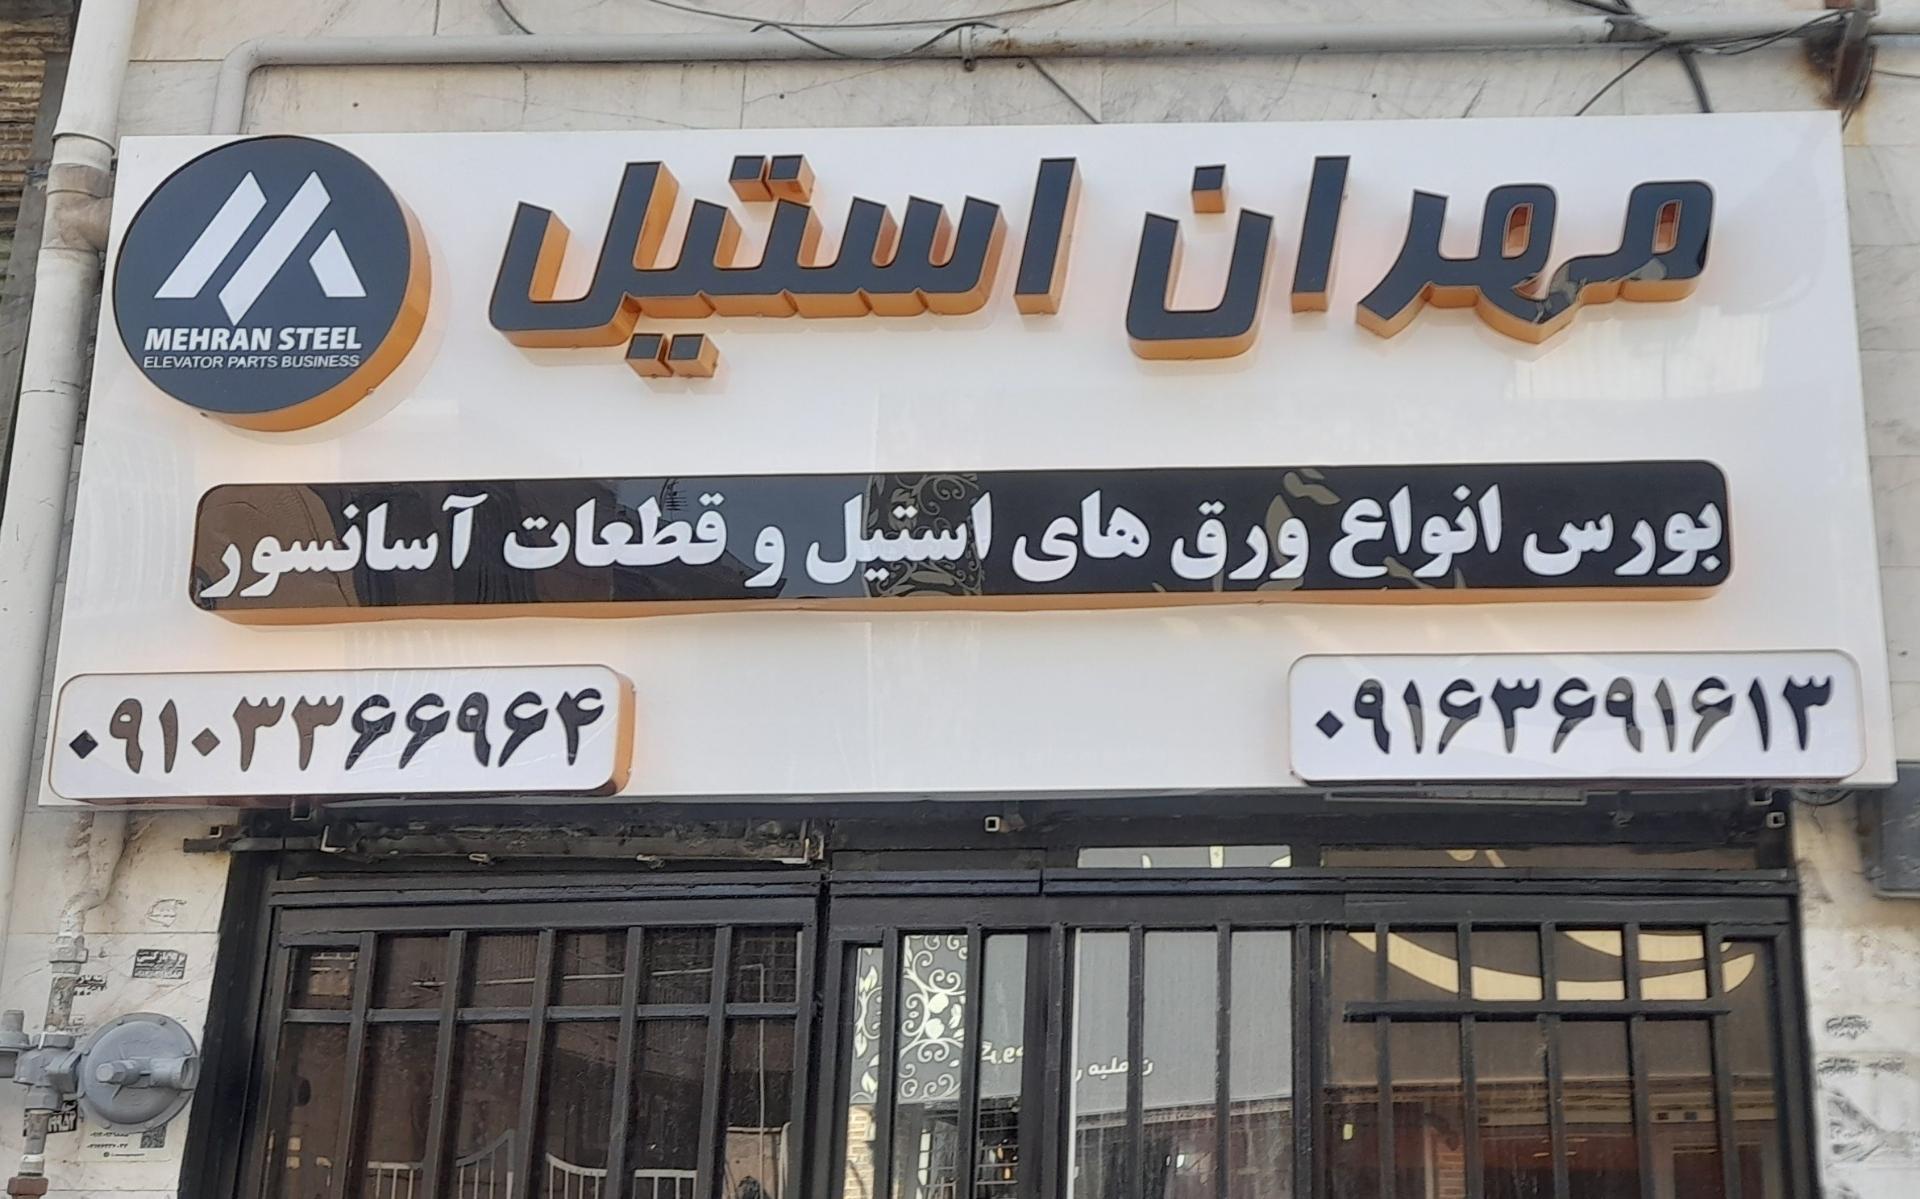 مهران استیل
MEHRAN STEEL
ELEVATOR PARTS BUSINESS
بورس انواع ورق های استیل و قطعات آسانسور
۰۹۱۶۳۶۹۱۶۱۳
۰۹۱۰۳۳۶۶۹۶۴